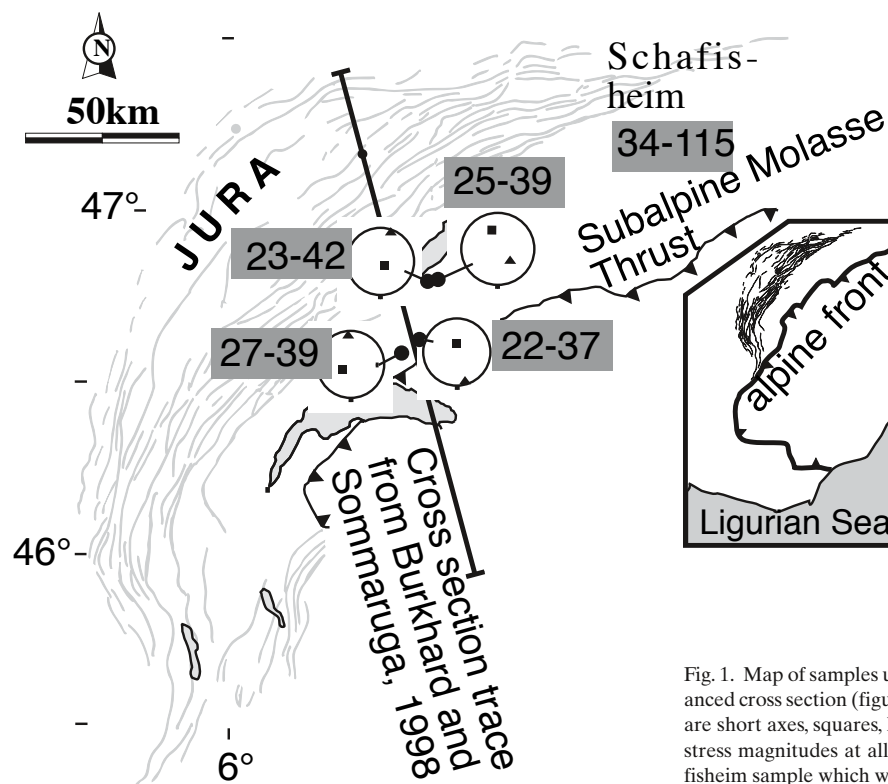 N
50km
Schafis-
heim
34-115
JURA
25-39
47°
Subalpine Molasse
Thrust
23-42
27-39
22-37
alpine front
Ligurian Sea
46°
Cross section trace
from Burkhard and
Sommaruga, 1998
6°
Fig. 1. Map of samples u
anced cross section (figu
are short axes, squares,
stress magnitudes at all
fisheim sample which w